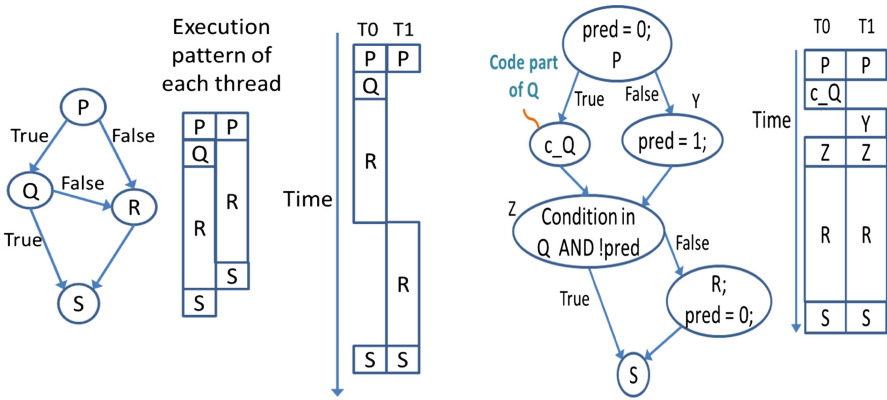 Execution
pattern of
each thread
P
True
False
Q
False
R
True
S
P P
Q
R
R
S
S
Time
T0 T1
P P
Q
R
R
S S
pred = 0;
P
Code part
of Q
True
False
Y
c_Q
pred = 1;
Z
Condition in
Q AND !pred
False
True
R;
pred = 0;
S
Time
T0 T1
P P
c_Q
Y
Z Z
R R
S S